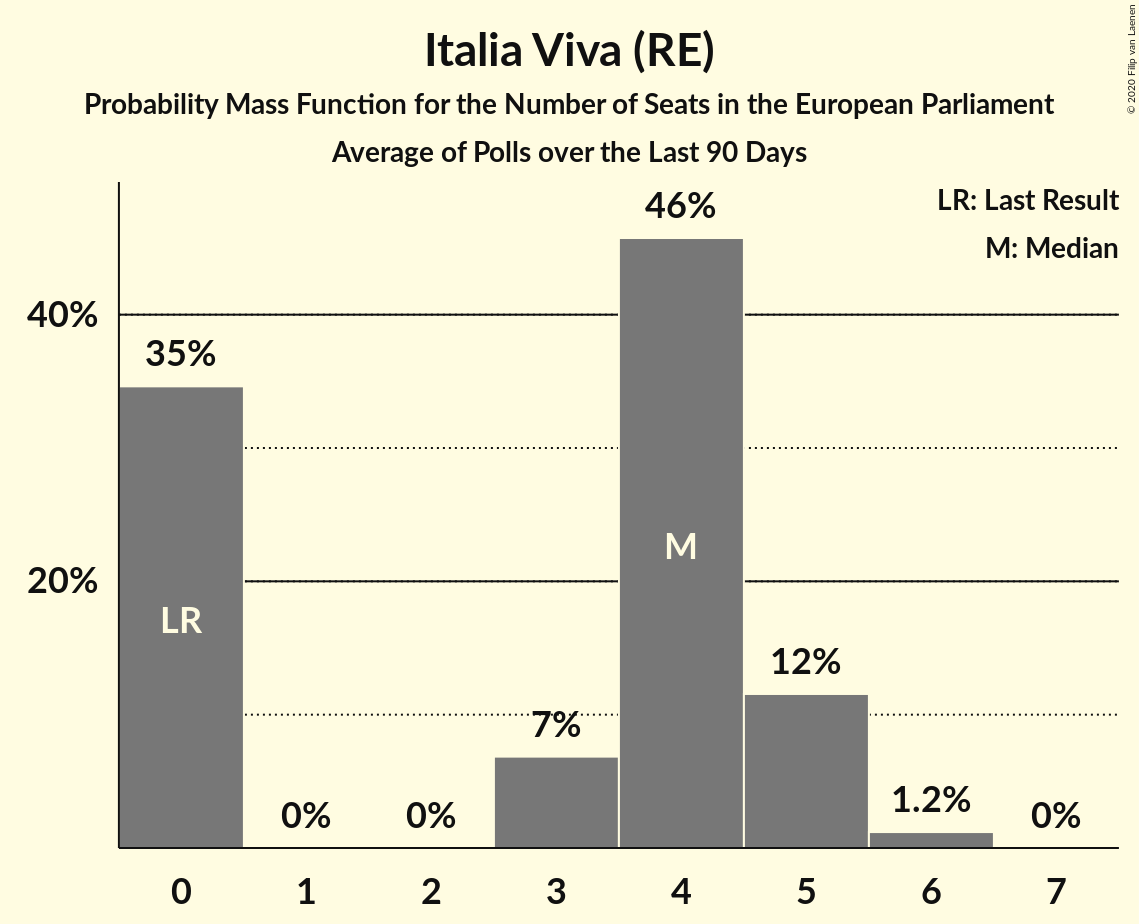 Italia Viva (RE)
Probability Mass Function for the Number of Seats in the European Parliament
Average of Polls over the Last 90 Days
© 2020 Filip van Laenen
LR: Last Result
M: Median
46%
40%
35%
20%
M
LR
12%
7%
1.2%
0%
0%
0%
0 1 2 3 4 5 6 7